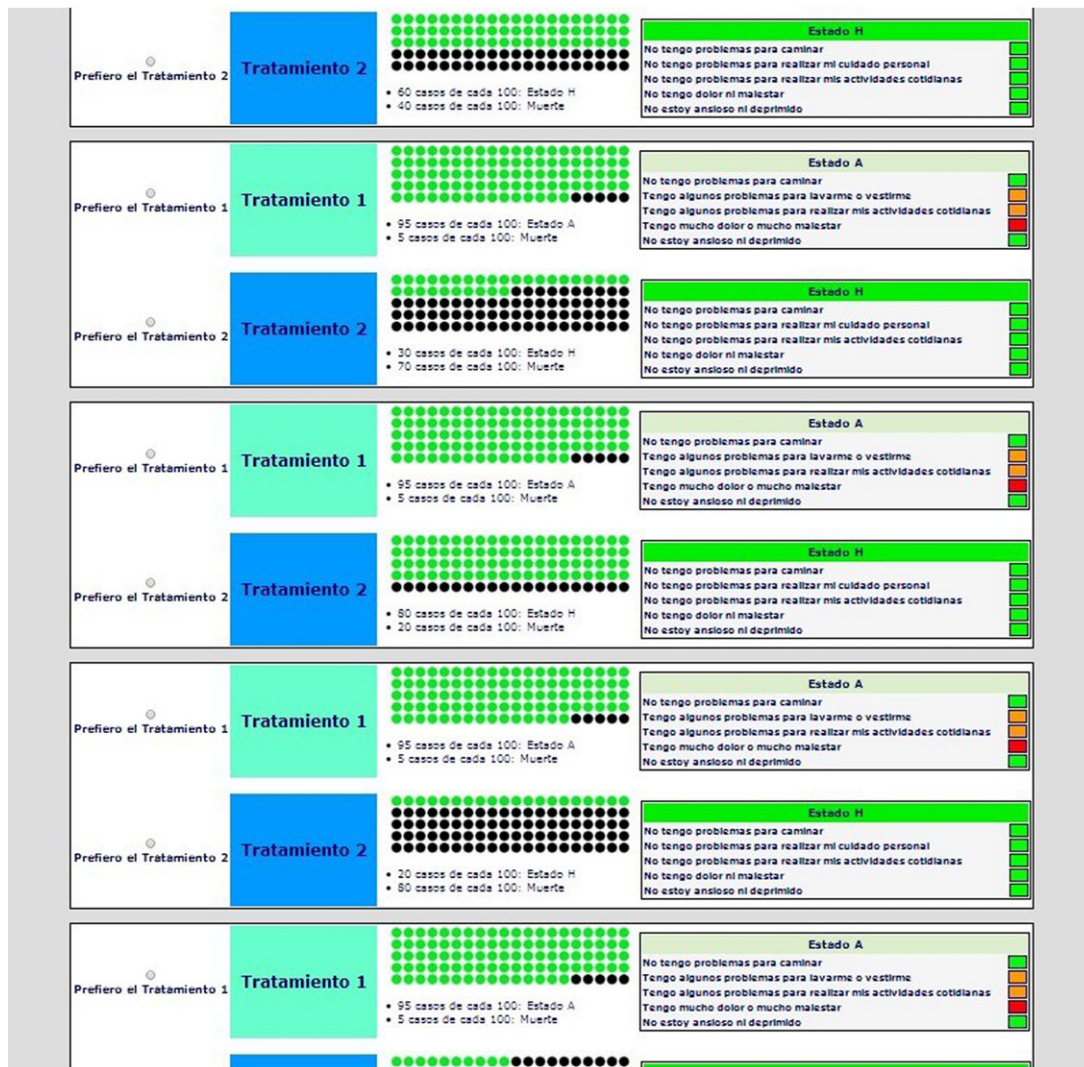 Estado H
No tengo problemas para caminar
No tengo problemas para realizar mi cuidado personal
No tengo problemas para realizar mis actividades cotidianas
No tengo dolor ni malestar
No estoy ansioso ni deprimido
Prefiero el Tratamiento 2
Tratamiento 2
• 60 casos de cada 100: Estado H
• 40 casos de cada 100: Muerte
Prefiero el Tratamiento 1
Tratamiento 1
• 95 casos de cada 100: Estado A
• 5 casos de cada 100: Muerte
Estado A
No tengo problemas para caminar
Tengo algunos problemas para lavarme o vestirme
Tengo algunos problemas para realizar mis actividades cotidianas
Tengo mucho dolor o mucho malestar
No estoy ansioso ni deprimido
Prefiero el Tratamiento 2
Tratamiento 2
• 30 casos de cada 100: Estado H
• 70 casos de cada 100: Muerte
Estado H
No tengo problemas para caminar
No tengo problemas para realizar mi cuidado personal
No tengo problemas para realizar mis actividades cotidianas
No tengo dolor ni malestar
No estoy ansioso ni deprimido
Prefiero el Tratamiento 1
Tratamiento 1
• 95 casos de cada 100: Estado A
• 5 casos de cada 100: Muerte
Estado A
No tengo problemas para caminar
Tengo algunos problemas para lavarme o vestirme
Tengo algunos problemas para realizar mis actividades cotidianas
Tengo mucho dolor o mucho malestar
No estoy ansioso ni deprimido
Prefiero el Tratamiento 2
Tratamiento 2
• 80 casos de cada 100: Estado H
• 20 casos de cada 100: Muerte
Estado H
No tengo problemas para caminar
No tengo problemas para realizar mi cuidado personal
No tengo problemas para realizar mis actividades cotidianas
No tengo dolor ni malestar
No estoy ansioso ni deprimido
Prefiero el Tratamiento 1
Tratamiento 1
• 95 casos de cada 100: Estado A
• 5 casos de cada 100: Muerte
Estado A
No tengo problemas para caminar
Tengo algunos problemas para lavarme o vestirme
Tengo algunos problemas para realizar mis actividades cotidianas
Tengo mucho dolor o mucho malestar
No estoy ansioso ni deprimido
Prefiero el Tratamiento 2
Tratamiento 2
• 20 casos de cada 100: Estado H
• 80 casos de cada 100: Muerte
Estado H
No tengo problemas para caminar
No tengo problemas para realizar mi cuidado personal
No tengo problemas para realizar mis actividades cotidianas
No tengo dolor ni malestar
No estoy ansioso ni deprimido
Prefiero el Tratamiento 1
Tratamiento 1
• 95 casos de cada 100: Estado A
• 5 casos de cada 100: Muerte
Estado A
No tengo problemas para caminar
Tengo algunos problemas para lavarme o vestirme
Tengo algunos problemas para realizar mis actividades cotidianas
Tengo mucho dolor o mucho malestar
No estoy ansioso ni deprimido